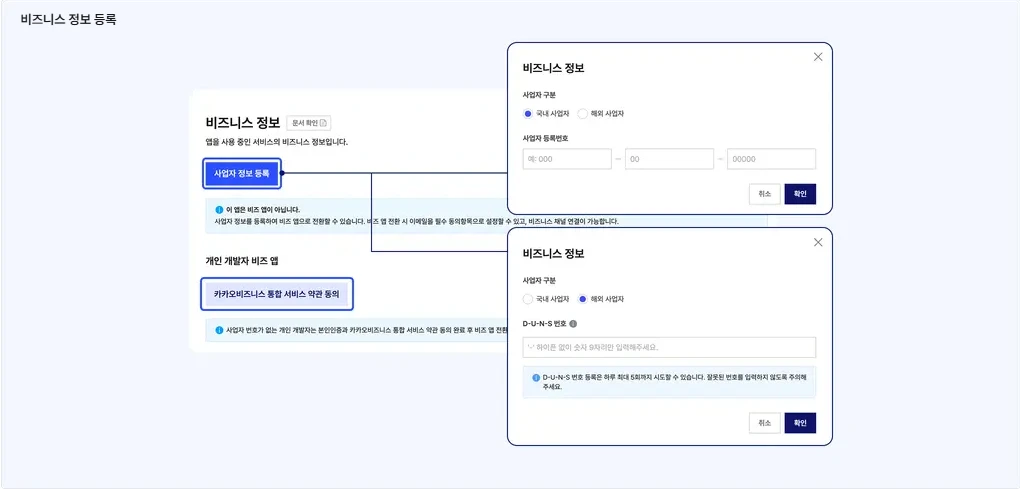 비즈니스 정보 등록
비즈니스 정보
문서 확인
앱을 사용 중인 서비스의 비즈니스 정보입니다.
사업자 정보 등록
이 앱은 비즈 앱이 아닙니다.
사업자 정보를 등록하여 비즈 앱으로 전환할 수 있습니다. 비즈 앱 전환 시 이메일을 필수 동의항목으로 설정할 수 있고, 비즈니스 채널 연결이 가능합니다.
개인 개발자 비즈 앱
카카오비즈니스 통합 서비스 약관 동의
사업자 번호가 없는 개인 개발자는 본인인증과 카카오비즈니스 통합 서비스 약관 동의 완료 후 비즈 앱 전환
비즈니스 정보
사업자 구분
국내 사업자 해외 사업자
사업자 등록번호
예: 000 – 00 – 00000
취소 확인
비즈니스 정보
사업자 구분
국내 사업자 해외 사업자
D-U-N-S 번호
'-' 하이픈 없이 숫자 9자리만 입력해주세요.
D-U-N-S 번호 등록은 하루 최대 5회까지 시도할 수 있습니다. 잘못된 번호를 입력하지 않도록 주의해
주세요.
취소 확인